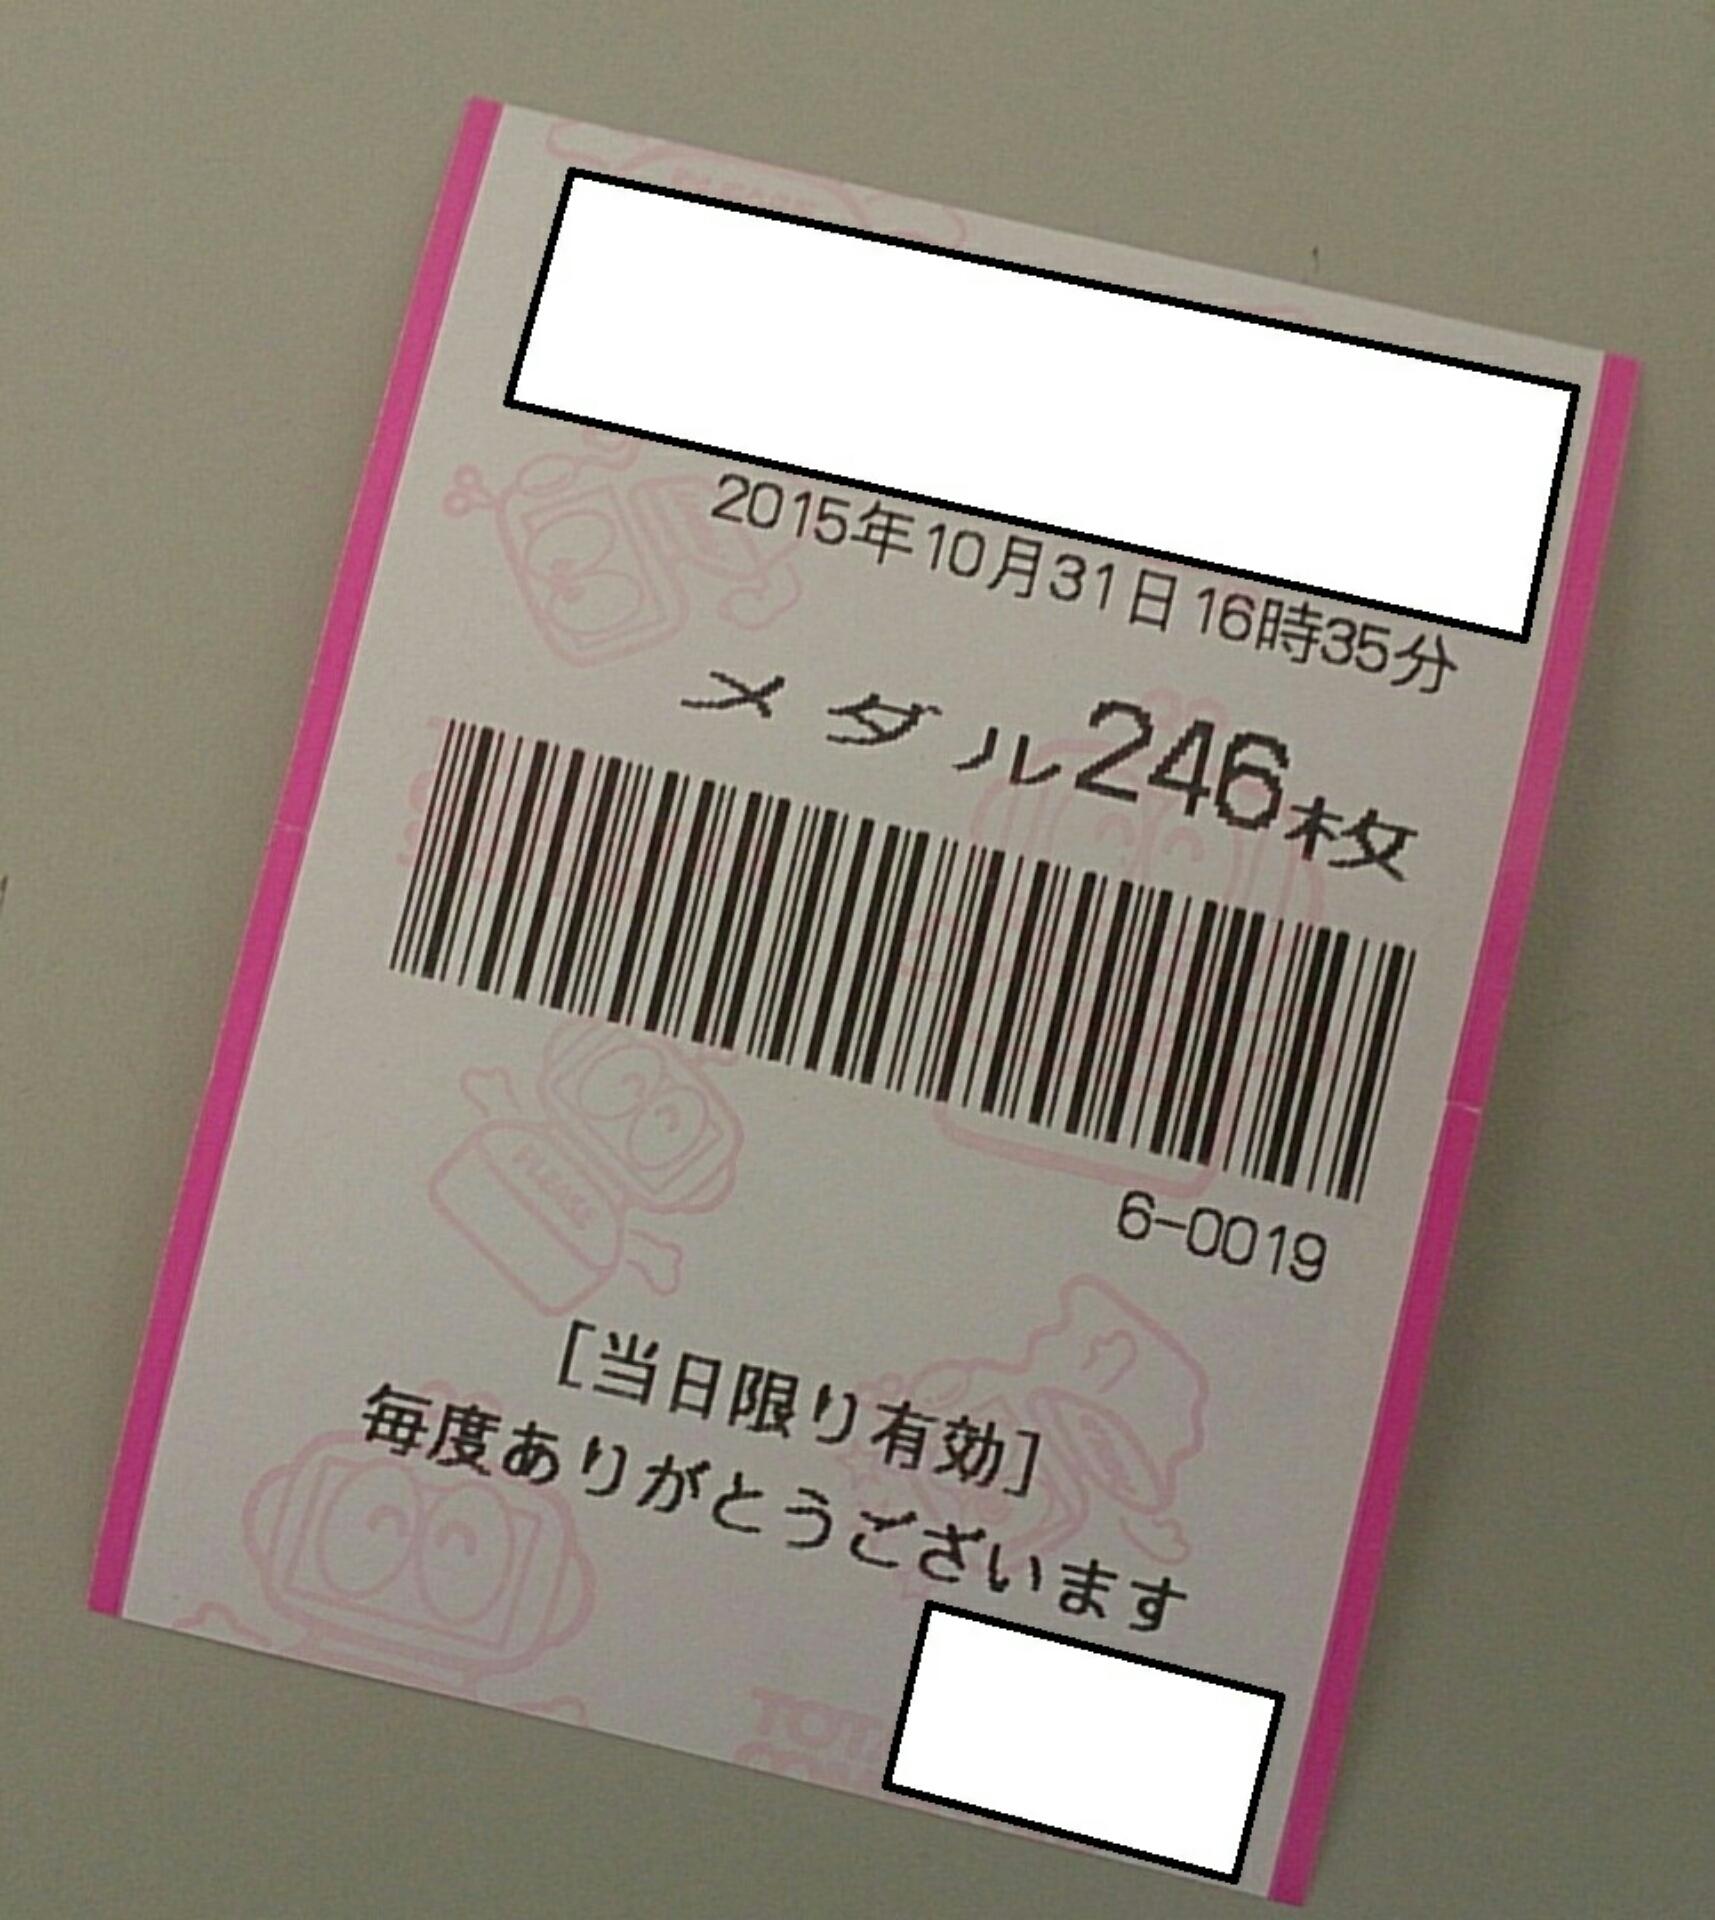 2015年10月31日16時35分
メダル246枚
6-0019
[当日限り有効]
毎度ありがとうございます
PLEASE
TOT